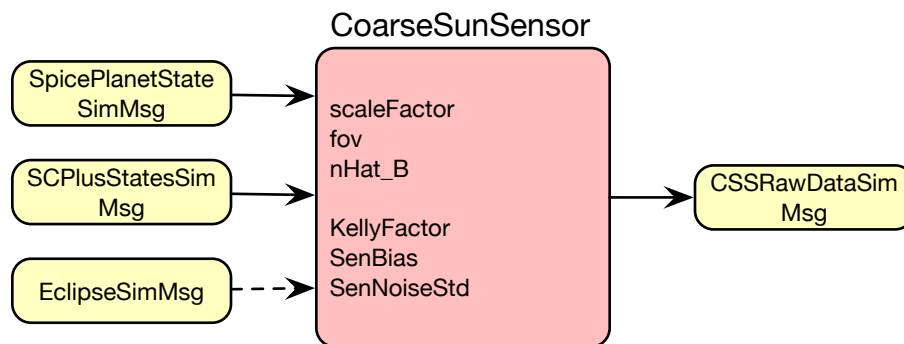 CoarseSunSensor
SpicePlanetState
SimMsg
SCPlusStatesSim
Msg
EclipseSimMsg
scaleFactor
fov
nHat_B
KellyFactor
SenBias
SenNoiseStd
CSSRawDataSim
Msg